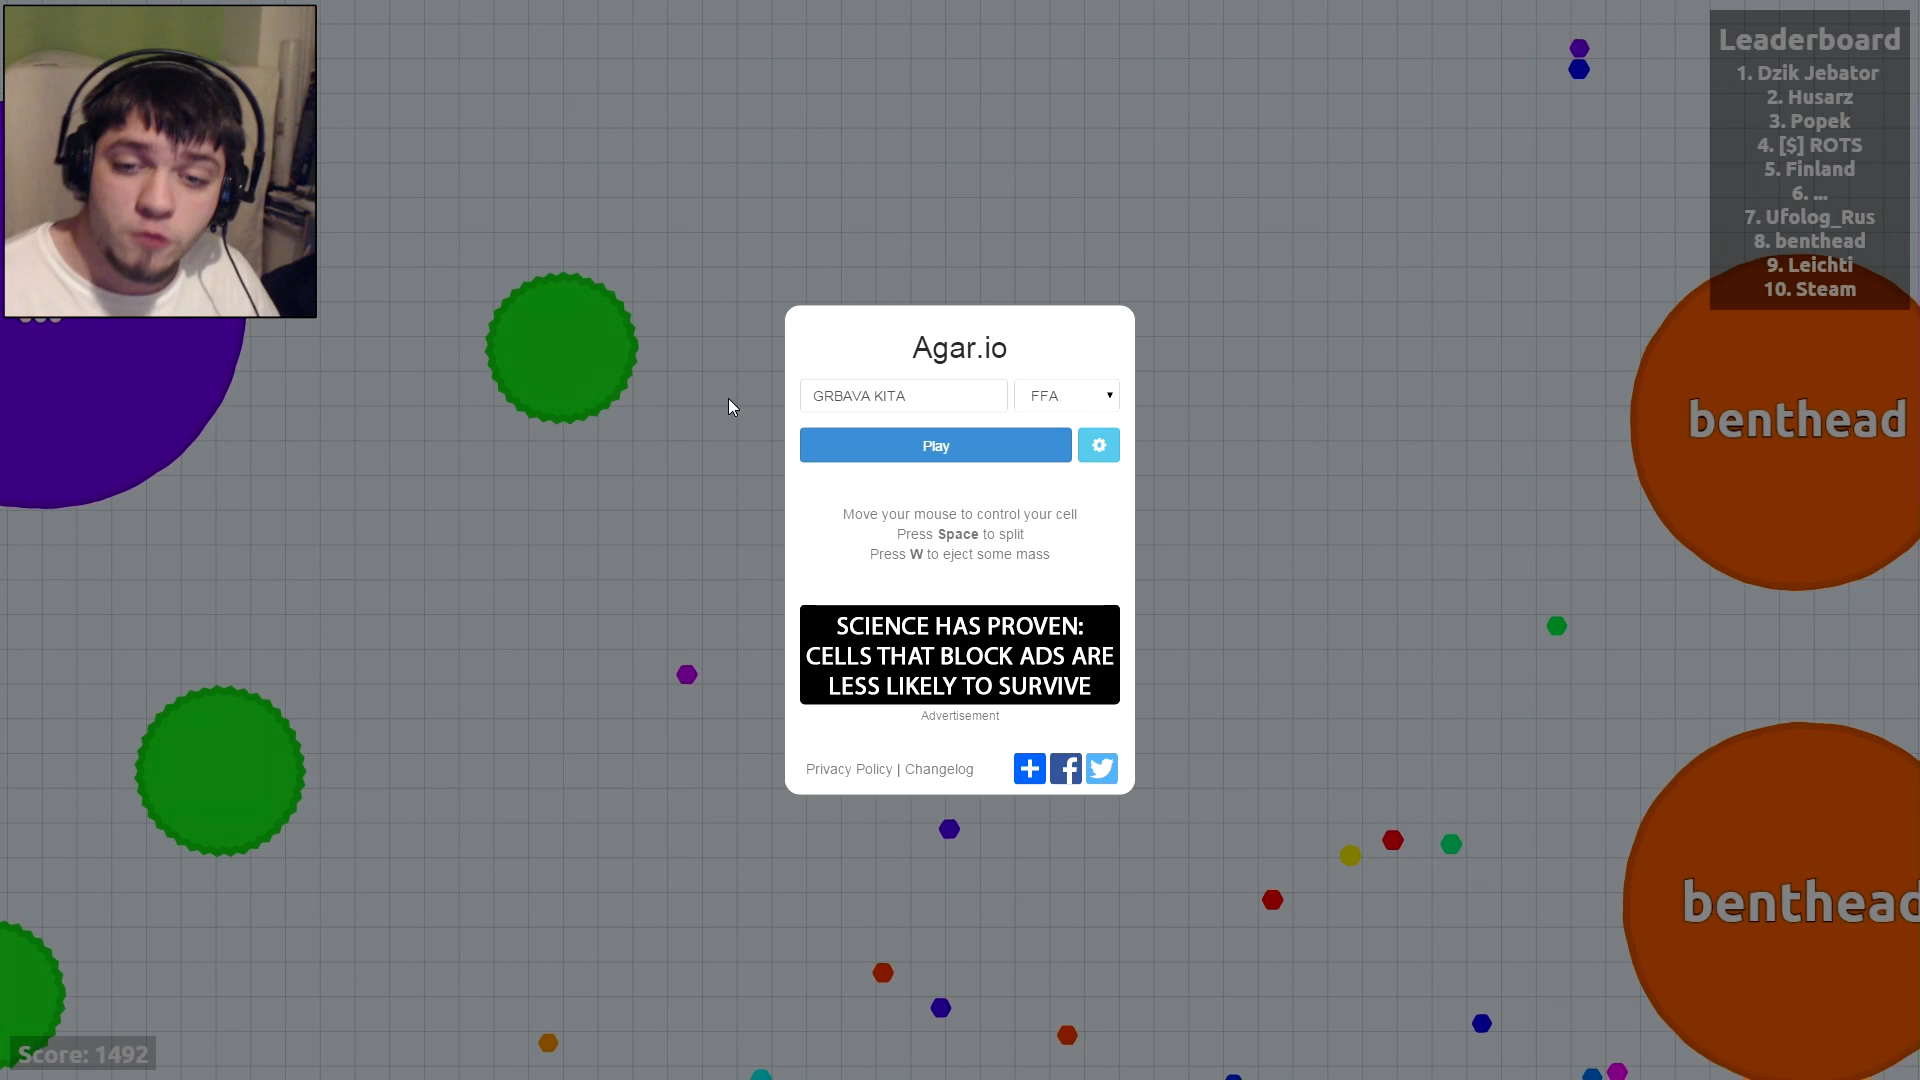 Leaderboard
1. Dzik Jebator
2. Husarz
3. Popek
4. [$] ROTS
5. Finland
6. ...
7. Ufolog_Rus
8. benthead
9. Leichti
10. Steam
...
Agar.io
GRBAVA KITA
FFA
Play
Move your mouse to control your cell
Press Space to split
Press W to eject some mass
SCIENCE HAS PROVEN:
CELLS THAT BLOCK ADS ARE
LESS LIKELY TO SURVIVE
Advertisement
Privacy Policy | Changelog
benthead
benthead
Score: 1492